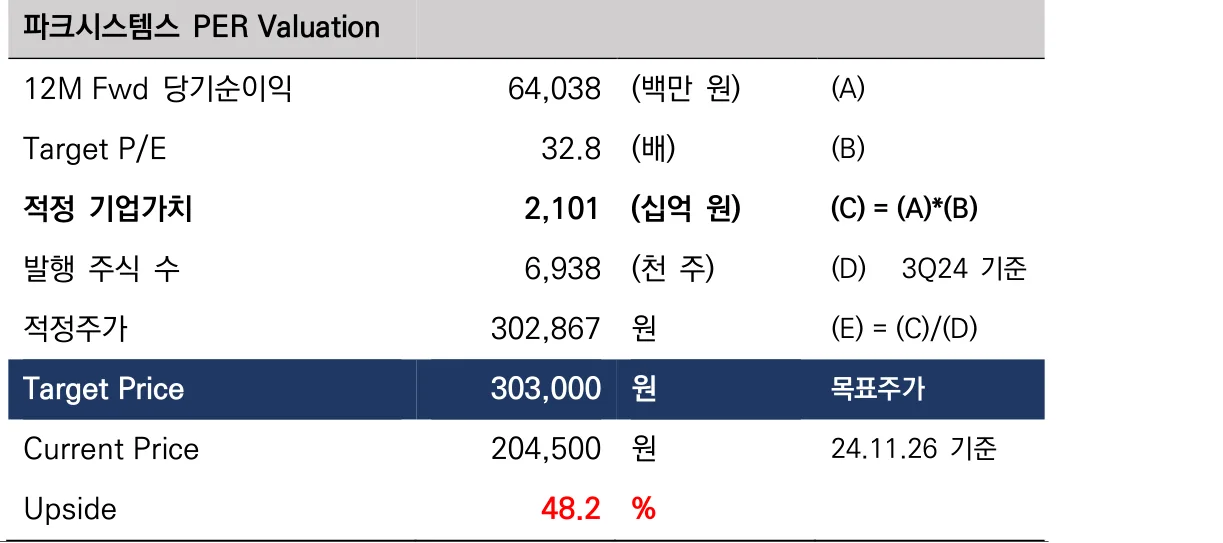 파크시스템스 PER Valuation
12M Fwd 당기순이익 64,038 (백만 원) (A)
Target P/E 32.8 (배) (B)
적정 기업가치 2,101 (십억 원) (C) = (A)*(B)
발행 주식 수 6,938 (천 주) (D) 3Q24 기준
적정주가 302,867 원 (E) = (C)/(D)
Target Price 303,000 원 목표주가
Current Price 204,500 원 24.11.26 기준
Upside 48.2 %